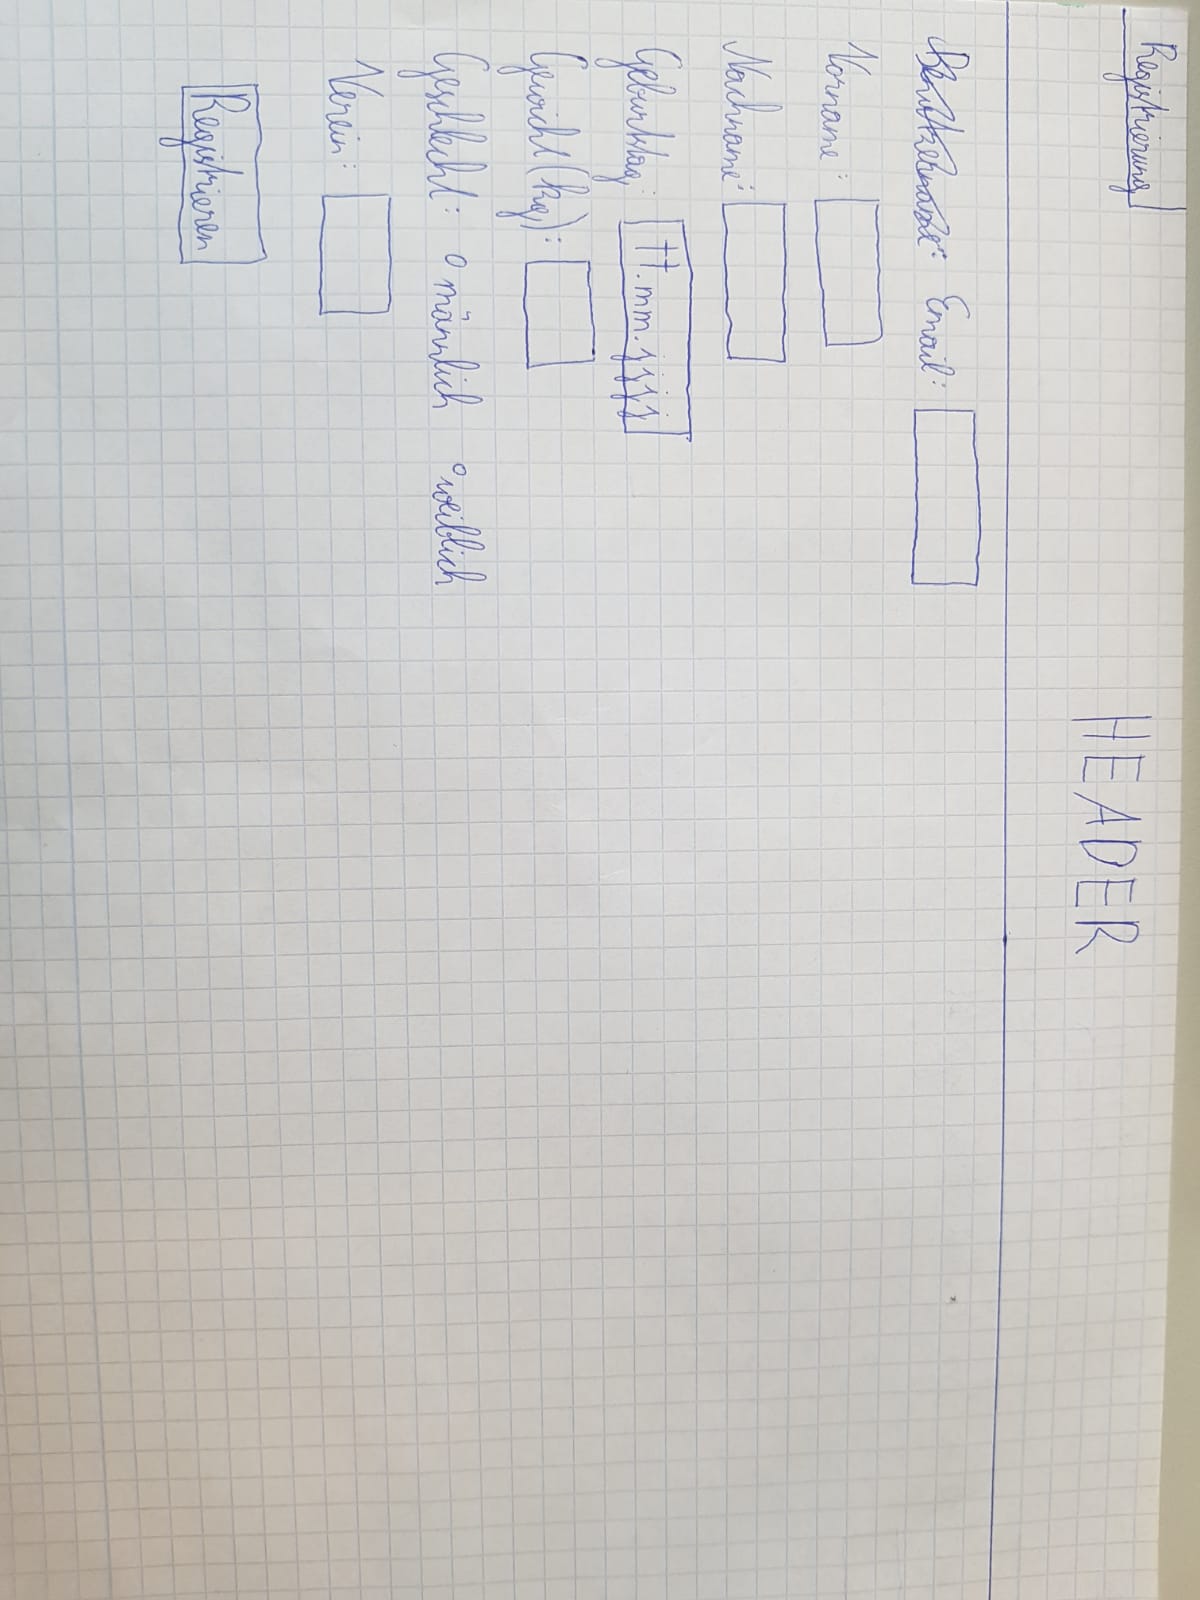 Registrierung
HEADER
Benutzername: Email:
Vorname:
Nachname:
Geburtstag: tt.mm.jjjj
Gewicht (kg):
Geschlecht: o männlich o weiblich
Verein:
Registrieren